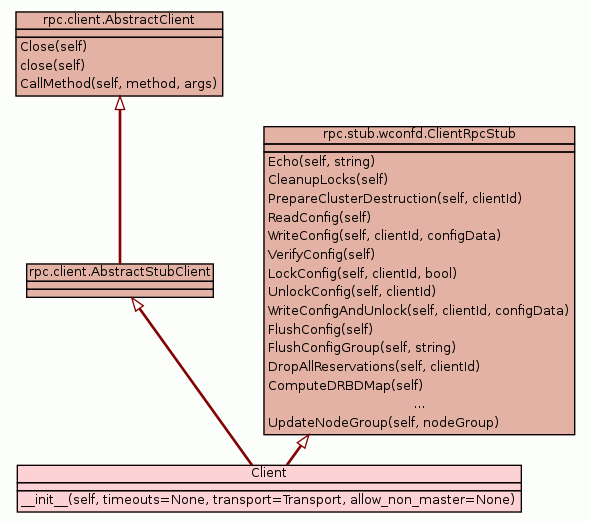 rpc.client.AbstractClient
Close(self)
close(self)
CallMethod(self, method, args)
rpc.stub.wconfd.ClientRpcStub
Echo(self, string)
CleanupLocks(self)
PrepareClusterDestruction(self, clientId)
ReadConfig(self)
WriteConfig(self, clientId, configData)
VerifyConfig(self)
LockConfig(self, clientId, bool)
UnlockConfig(self, clientId)
WriteConfigAndUnlock(self, clientId, configData)
FlushConfig(self)
FlushConfigGroup(self, string)
DropAllReservations(self, clientId)
ComputeDRBDMap(self)
...
UpdateNodeGroup(self, nodeGroup)
rpc.client.AbstractStubClient
Client
__init__(self, timeouts=None, transport=Transport, allow_non_master=None)